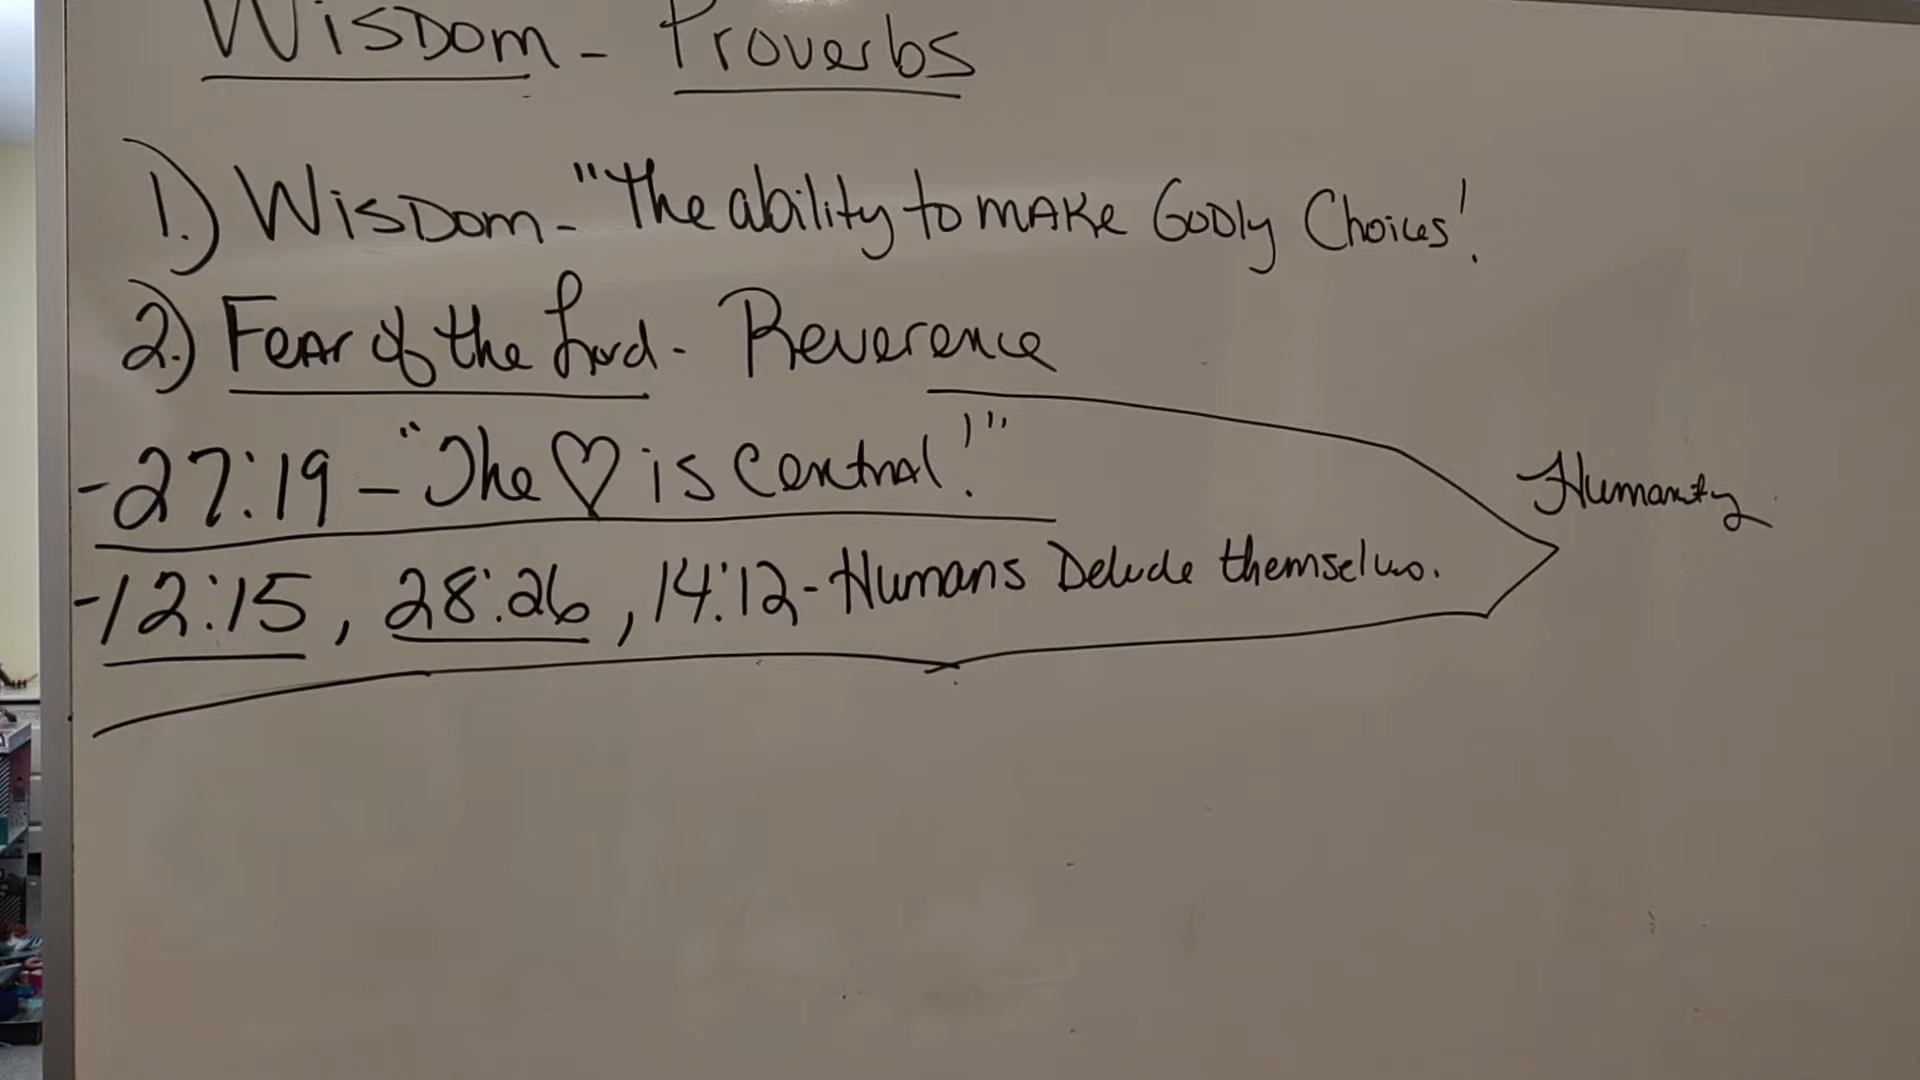 Wisdom - Proverbs
1.) Wisdom - "The ability to make Godly Choices!
2.) Fear of the Lord - Reverence
-27:19 - "The ♡ is Central!"
Humanity
-12:15, 28:26, 14:12 - Humans Delude themselves.